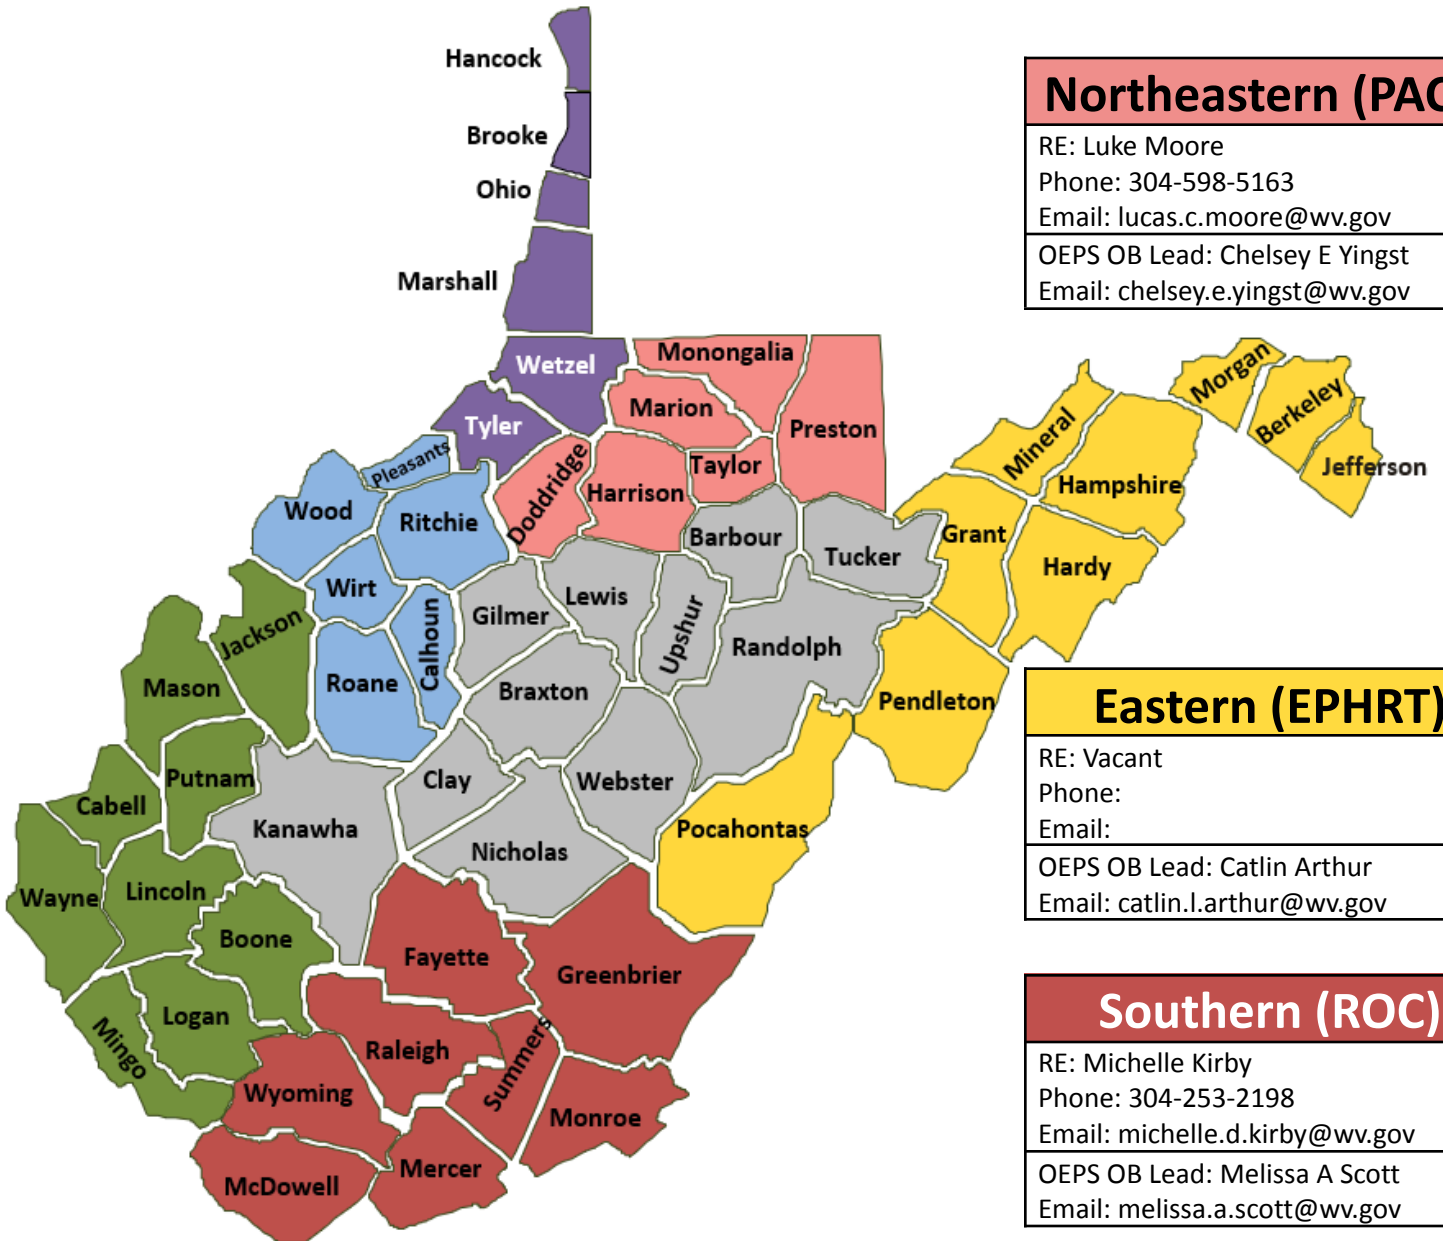 Hancock
Brooke
Ohio
Marshall
Wetzel
Tyler
Monongalia
Marion
Preston
Taylor
Doddridge
Harrison
Pleasants
Wood
Ritchie
Wirt
Calhoun
Roane
Barbour
Tucker
Gilmer
Lewis
Upshur
Randolph
Braxton
Clay
Webster
Nicholas
Kanawha
Jackson
Mason
Putnam
Cabell
Wayne
Lincoln
Boone
Logan
Mingo
Fayette
Greenbrier
Raleigh
Summers
Wyoming
Monroe
Mercer
McDowell
Morgan
Berkeley
Jefferson
Mineral
Hampshire
Grant
Hardy
Pendleton
Pocahontas
Northeastern (PAC
RE: Luke Moore
Phone: 304-598-5163
Email: lucas.c.moore@wv.gov
OEPS OB Lead: Chelsey E Yingst
Email: chelsey.e.yingst@wv.gov
Eastern (EPHRT)
RE: Vacant
Phone:
Email:
OEPS OB Lead: Catlin Arthur
Email: catlin.l.arthur@wv.gov
Southern (ROC)
RE: Michelle Kirby
Phone: 304-253-2198
Email: michelle.d.kirby@wv.gov
OEPS OB Lead: Melissa A Scott
Email: melissa.a.scott@wv.gov